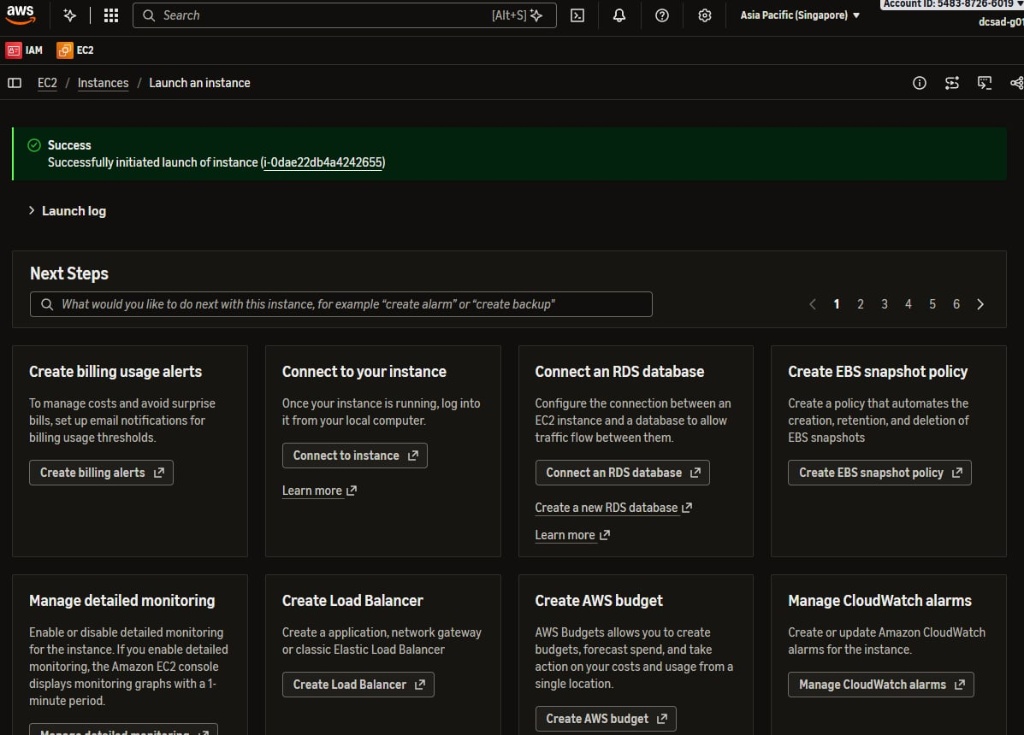 aws
Search
[Alt+S]
Asia Pacific (Singapore)
Account ID: 5483-8726-6019
dcsad-g01
IAM
EC2
EC2 / Instances / Launch an instance
Success
Successfully initiated launch of instance (i-0dae22db4a4242655)
Launch log
Next Steps
What would you like to do next with this instance, for example “create alarm” or “create backup”
1 2 3 4 5 6
Create billing usage alerts
To manage costs and avoid surprise
bills, set up email notifications for
billing usage thresholds.
Create billing alerts
Connect to your instance
Once your instance is running, log into
it from your local computer.
Connect to instance
Learn more
Connect an RDS database
Configure the connection between an
EC2 instance and a database to allow
traffic flow between them.
Connect an RDS database
Create a new RDS database
Learn more
Create EBS snapshot policy
Create a policy that automates the
creation, retention, and deletion of
EBS snapshots
Create EBS snapshot policy
Manage detailed monitoring
Enable or disable detailed monitoring
for the instance. If you enable detailed
monitoring, the Amazon EC2 console
displays monitoring graphs with a 1-
minute period.
Manage detailed monitoring
Create Load Balancer
Create a application, network gateway
or classic Elastic Load Balancer
Create Load Balancer
Create AWS budget
AWS Budgets allows you to create
budgets, forecast spend, and take
action on your costs and usage from a
single location.
Create AWS budget
Manage CloudWatch alarms
Create or update Amazon CloudWatch
alarms for the instance.
Manage CloudWatch alarms